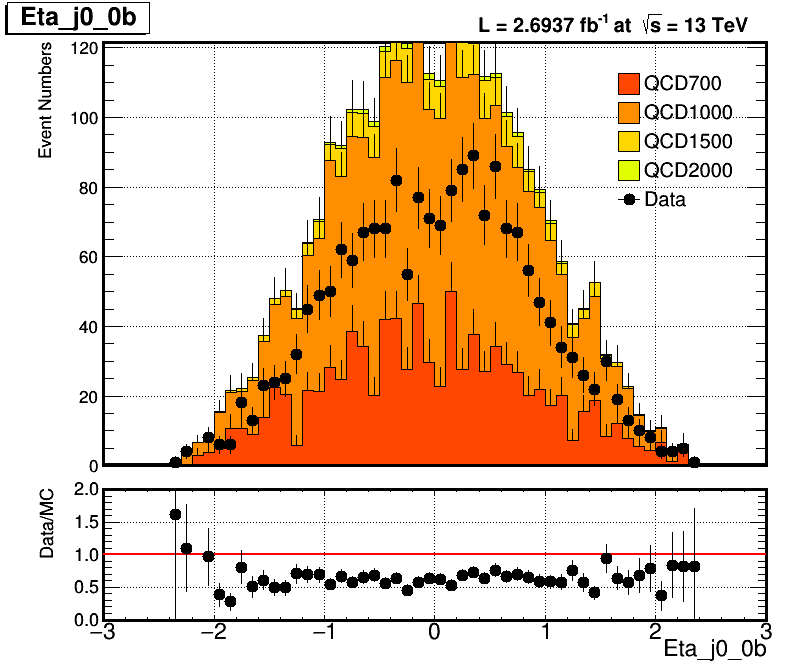 Eta_j0_0b
L = 2.6937 fb-1 at √s = 13 TeV
Event Numbers
120
100
80
60
40
20
0
QCD700
QCD1000
QCD1500
QCD2000
Data
Data/MC
2.0
1.5
1.0
0.5
0.0
−3 −2 −1 0 1 2 3
Eta_j0_0b